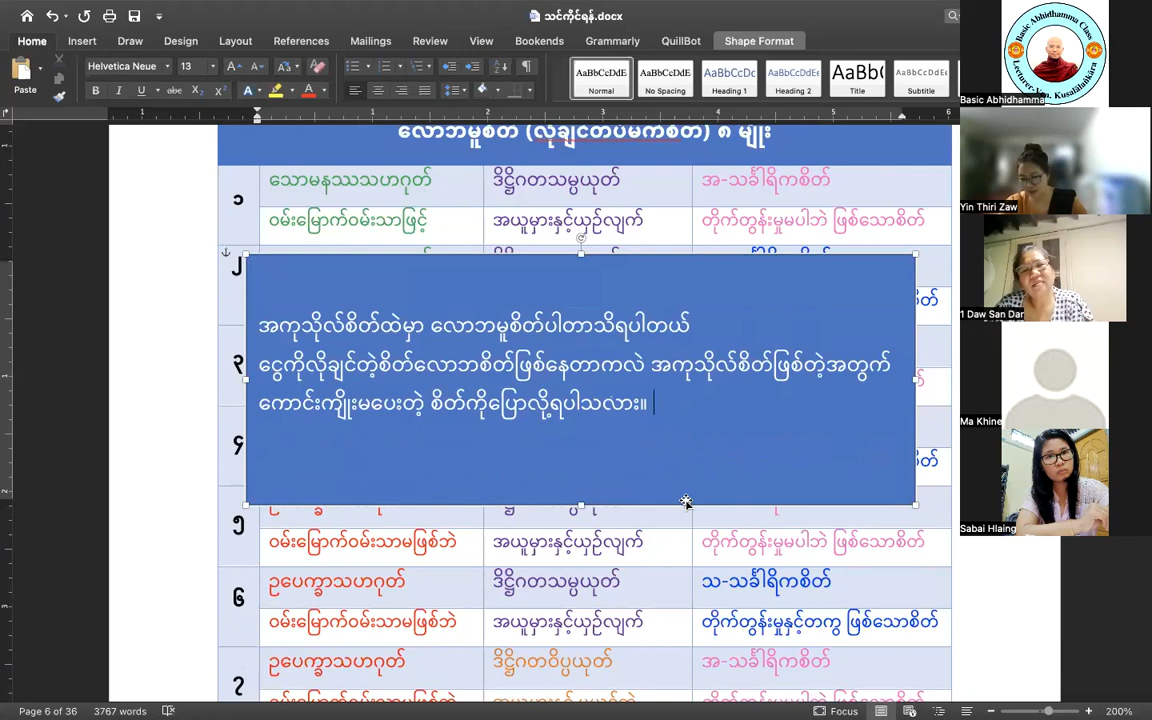 သင်ကိုင်ရန်.docx
Home Insert Draw Design Layout References Mailings Review View Bookends Grammarly QuillBot Shape Format
Paste
Helvetica Neue 13
AaBbCcDdE AaBbCcDdE AaBbCcDc AaBbCcDdEe AaBb( AaBbCcDdE
Normal No Spacing Heading 1 Heading 2 Title Subtitle
Basic Abhidhamma Class
Lecturer-Ven. Kusalālaṅkāra
Basic Abhidhamma
Yin Thiri Zaw
1 Daw San Dar
Ma Khine
Sabai Hlaing
လောဘမူစိတ် (လိုချင်တပ်မက်စိတ်) ၈ မျိုး
၁ သောမနဿသဟဂုတ် ဒိဋ္ဌိဂတသမ္ပယုတ် အ-သင်္ခါရိကစိတ်
ဝမ်းမြောက်ဝမ်းသာဖြင့် အယူမှားနှင့်ယှဉ်လျက် တိုက်တွန်းမှုမပါဘဲ ဖြစ်သောစိတ်
၂
အကုသိုလ်စိတ်ထဲမှာ လောဘမူစိတ်ပါတာသိရပါတယ်
ငွေကိုလိုချင်တဲ့စိတ်လောဘစိတ်ဖြစ်နေတာကလဲ အကုသိုလ်စိတ်ဖြစ်တဲ့အတွက်
ကောင်းကျိုးမပေးတဲ့ စိတ်ကိုပြောလို့ရပါသလား။
၃
၄
၅
ဝမ်းမြောက်ဝမ်းသာမဖြစ်ဘဲ အယူမှားနှင့်ယှဉ်လျက် တိုက်တွန်းမှုမပါဘဲ ဖြစ်သောစိတ်
၆ ဥပေက္ခာသဟဂုတ် ဒိဋ္ဌိဂတသမ္ပယုတ် သ-သင်္ခါရိကစိတ်
ဝမ်းမြောက်ဝမ်းသာမဖြစ်ဘဲ အယူမှားနှင့်ယှဉ်လျက် တိုက်တွန်းမှုနှင့်တကွ ဖြစ်သောစိတ်
၇ ဥပေက္ခာသဟဂုတ် ဒိဋ္ဌိဂတဝိပ္ပယုတ် အ-သင်္ခါရိကစိတ်
Page 6 of 36 3767 words Focus 200%